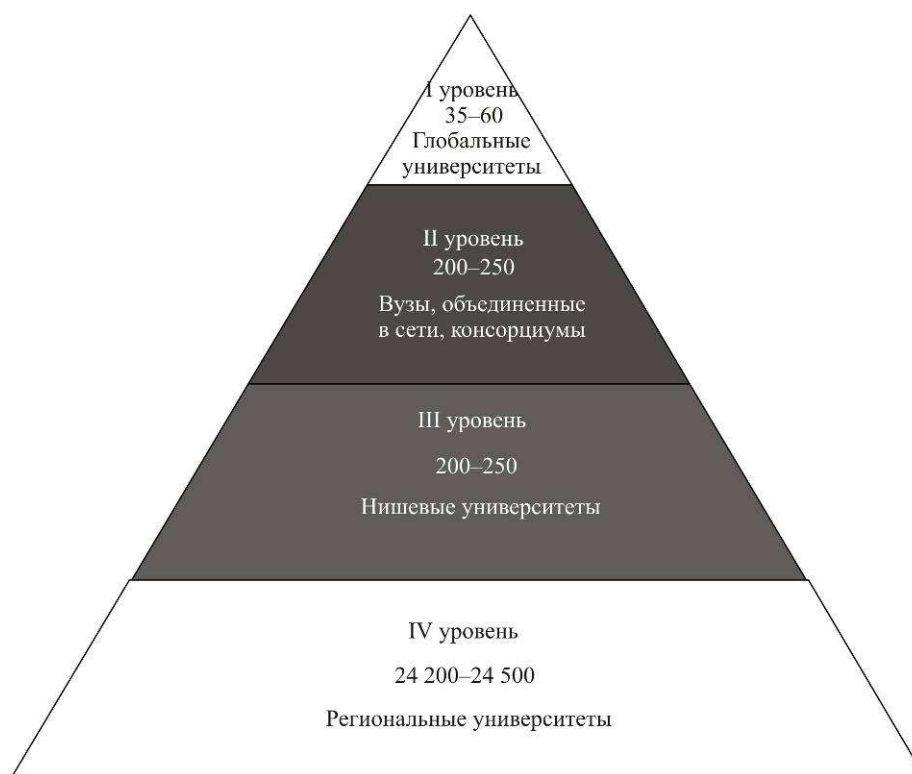 I уровень
35–60
Глобальные
университеты
II уровень
200–250
Вузы, объединенные
в сети, консорциумы
III уровень
200–250
Нишевые университеты
IV уровень
24 200–24 500
Региональные университеты